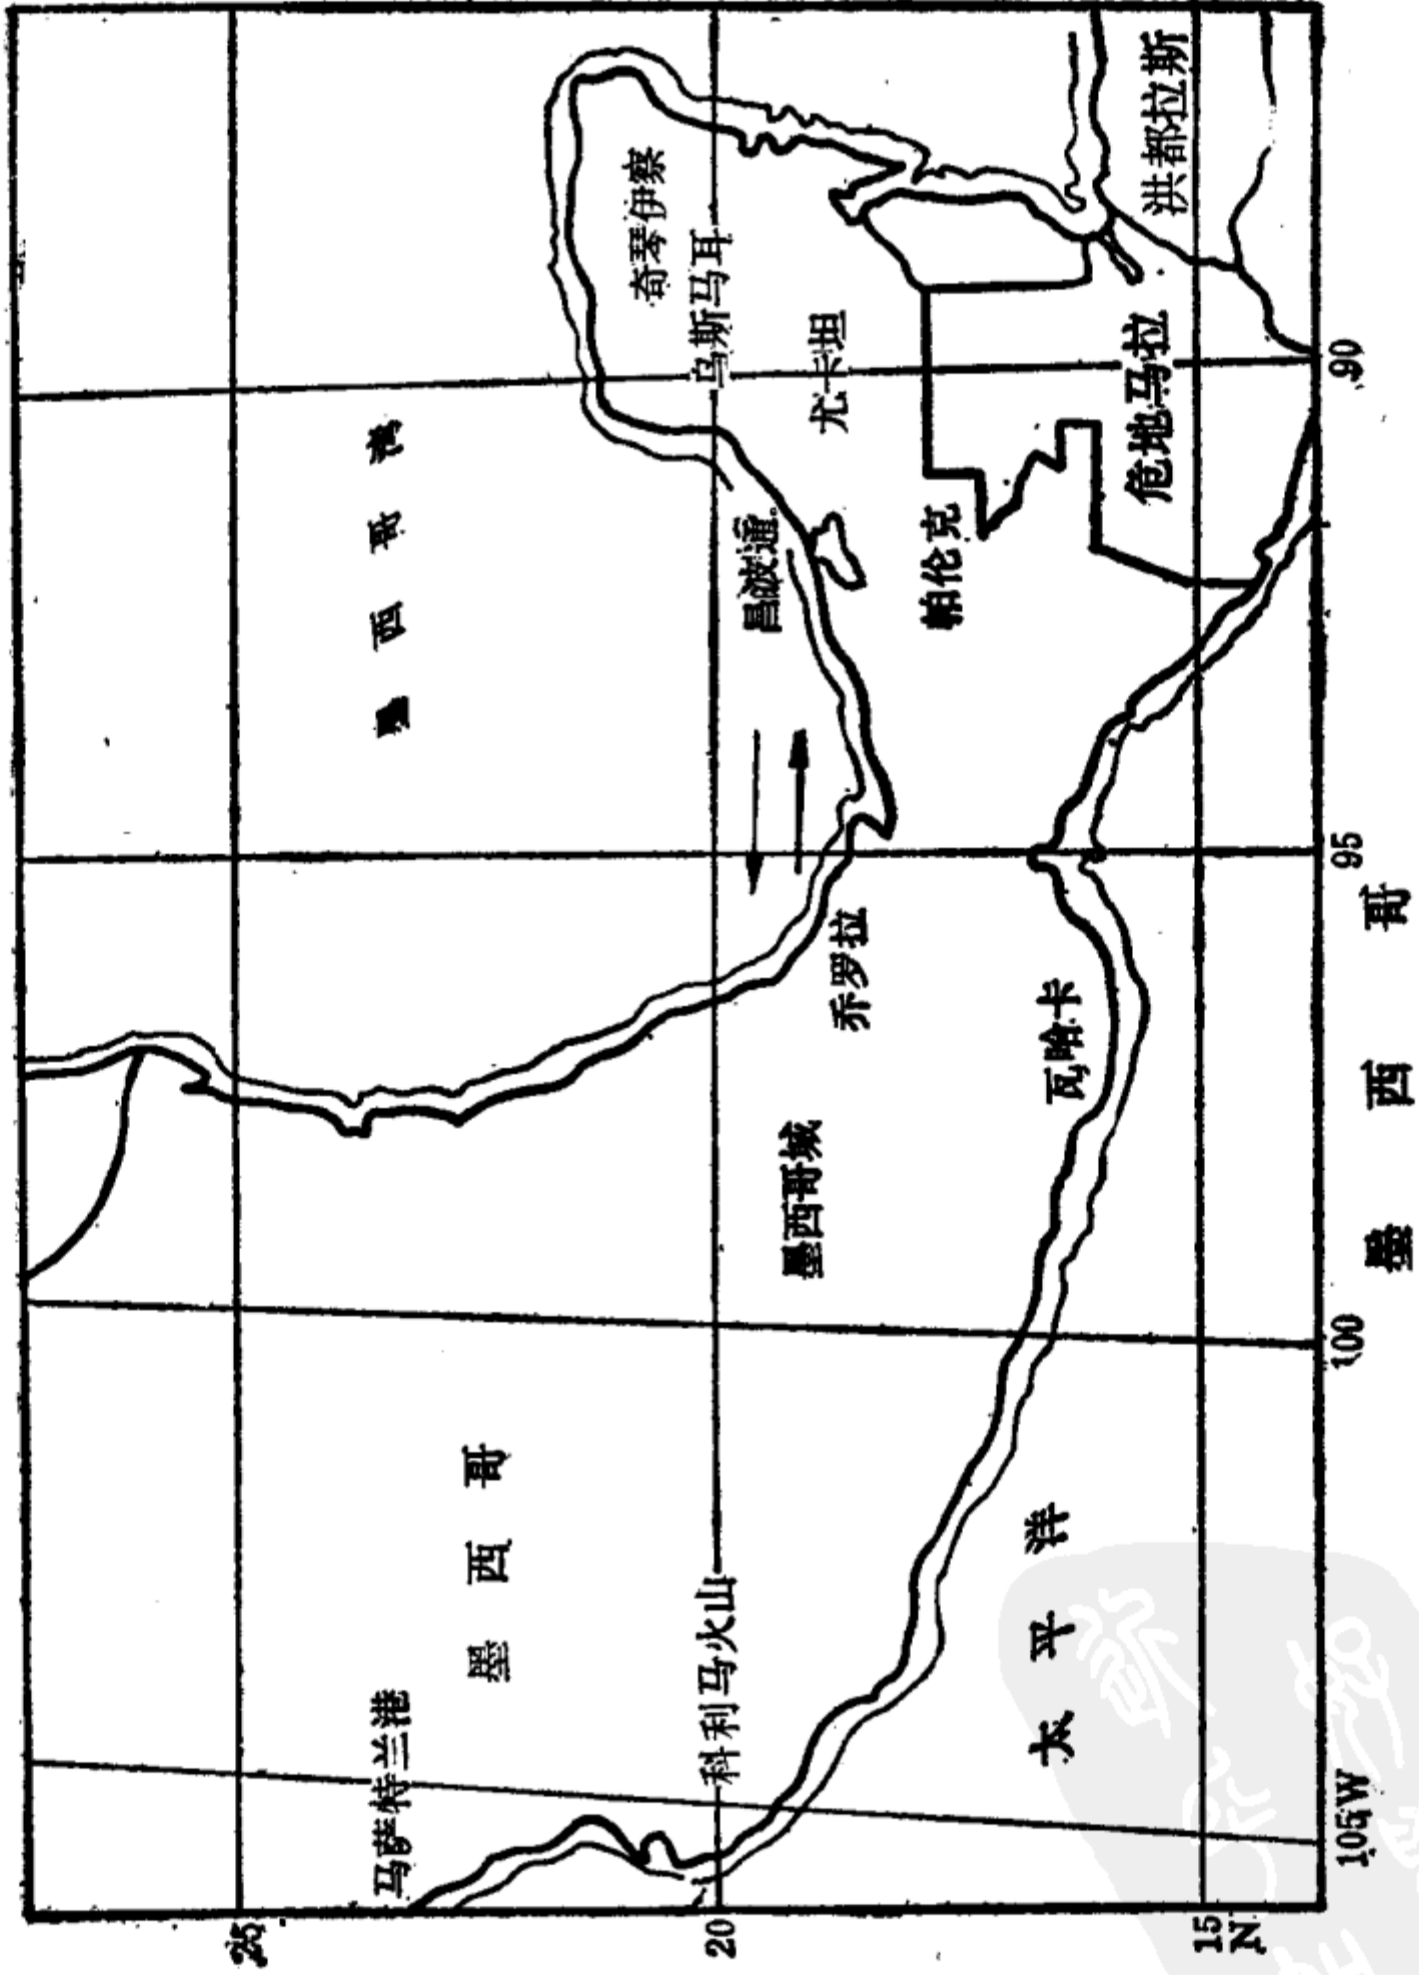 墨西哥湾
马萨特兰港
墨西哥
科利马火山
墨西哥城
乔罗拉
瓦哈卡
昌波通
奇琴伊察
乌斯马耳
尤卡坦
帕伦克
危地马拉
洪都拉斯
太平洋
25
20
15
N
105W
100
95
90
墨西哥